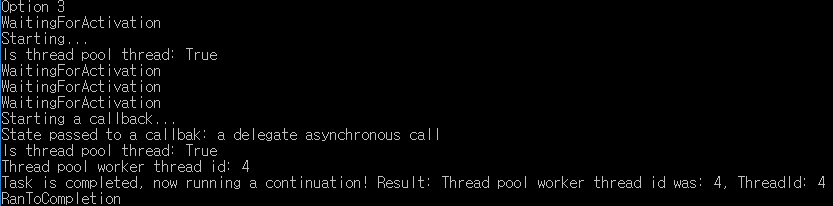 Option 3
WaitingForActivation
Starting...
Is thread pool thread: True
WaitingForActivation
WaitingForActivation
WaitingForActivation
Starting a callback...
State passed to a callbak: a delegate asynchronous call
Is thread pool thread: True
Thread pool worker thread id: 4
Task is completed, now running a continuation! Result: Thread pool worker thread id was: 4, ThreadId: 4
RanToCompletion